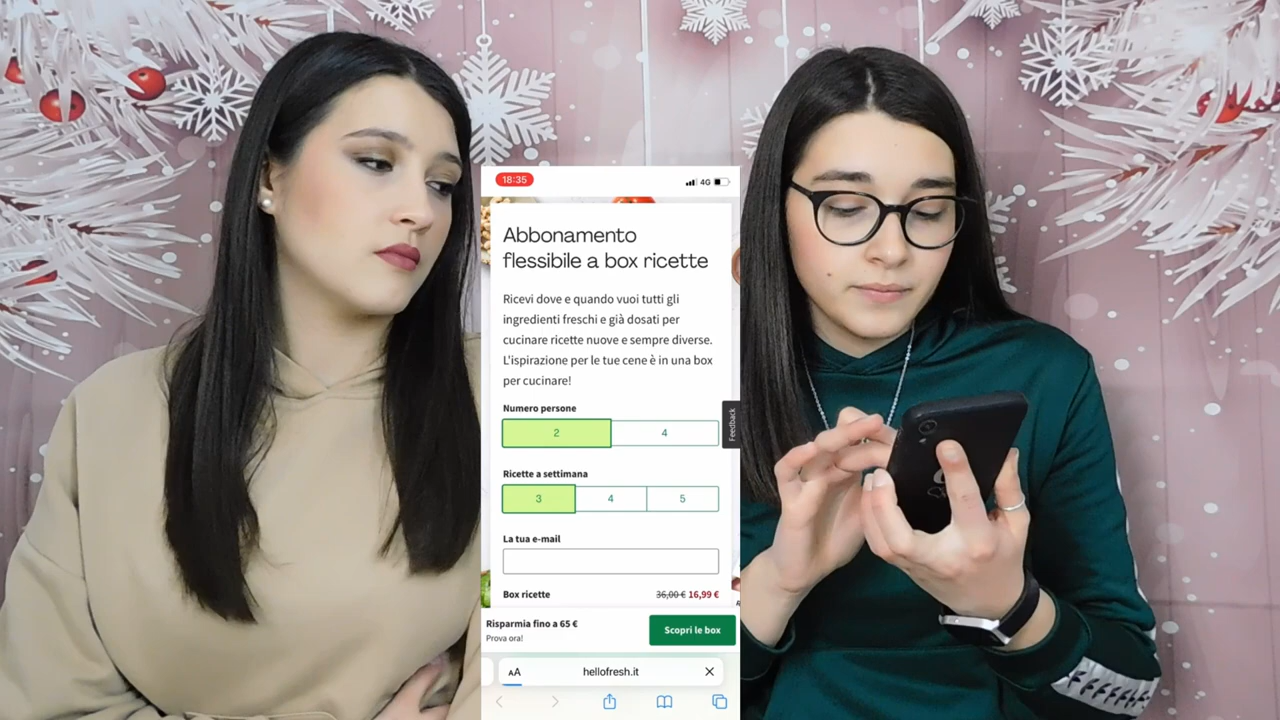 18:35
4G
Abbonamento
flessibile a box ricette
Ricevi dove e quando vuoi tutti gli
ingredienti freschi e già dosati per
cucinare ricette nuove e sempre diverse.
L'ispirazione per le tue cene è in una box
per cucinare!
Numero persone
2 4
Feedback
Ricette a settimana
3 4 5
La tua e-mail
Box ricette 36,00 € 16,99 €
Risparmia fino a 65 €
Prova ora!
Scopri le box
AA hellofresh.it